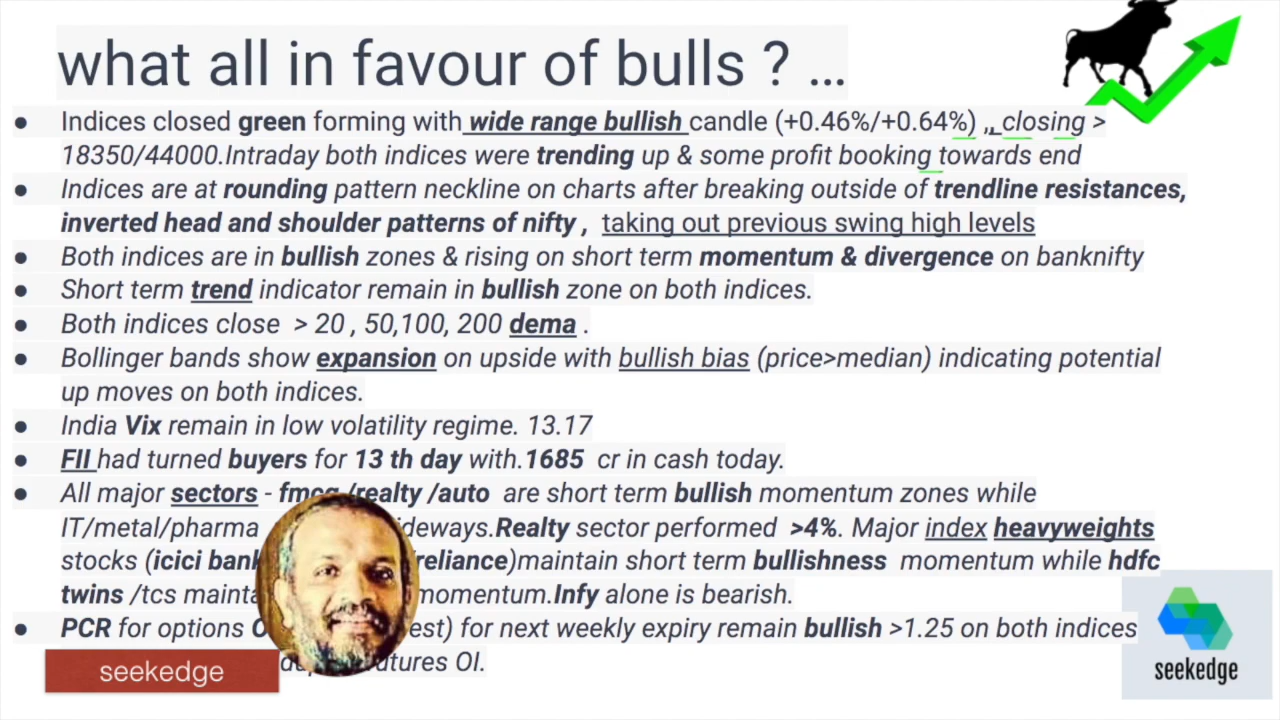 what all in favour of bulls ? ...
● Indices closed green forming with wide range bullish candle (+0.46%/+0.64%) ,, closing >
18350/44000.Intraday both indices were trending up & some profit booking towards end
● Indices are at rounding pattern neckline on charts after breaking outside of trendline resistances,
inverted head and shoulder patterns of nifty , taking out previous swing high levels
● Both indices are in bullish zones & rising on short term momentum & divergence on banknifty
● Short term trend indicator remain in bullish zone on both indices.
● Both indices close > 20 , 50,100, 200 dema .
● Bollinger bands show expansion on upside with bullish bias (price>median) indicating potential
up moves on both indices.
● India Vix remain in low volatility regime. 13.17
● FII had turned buyers for 13 th day with.1685 cr in cash today.
● All major sectors - fmcg /realty /auto are short term bullish momentum zones while
IT/metal/pharma ideways.Realty sector performed >4%. Major index heavyweights
stocks (icici bank /reliance)maintain short term bullishness momentum while hdfc
twins /tcs mainta momentum.Infy alone is bearish.
● PCR for options O est) for next weekly expiry remain bullish >1.25 on both indices
utures OI.
seekedge
seekedge